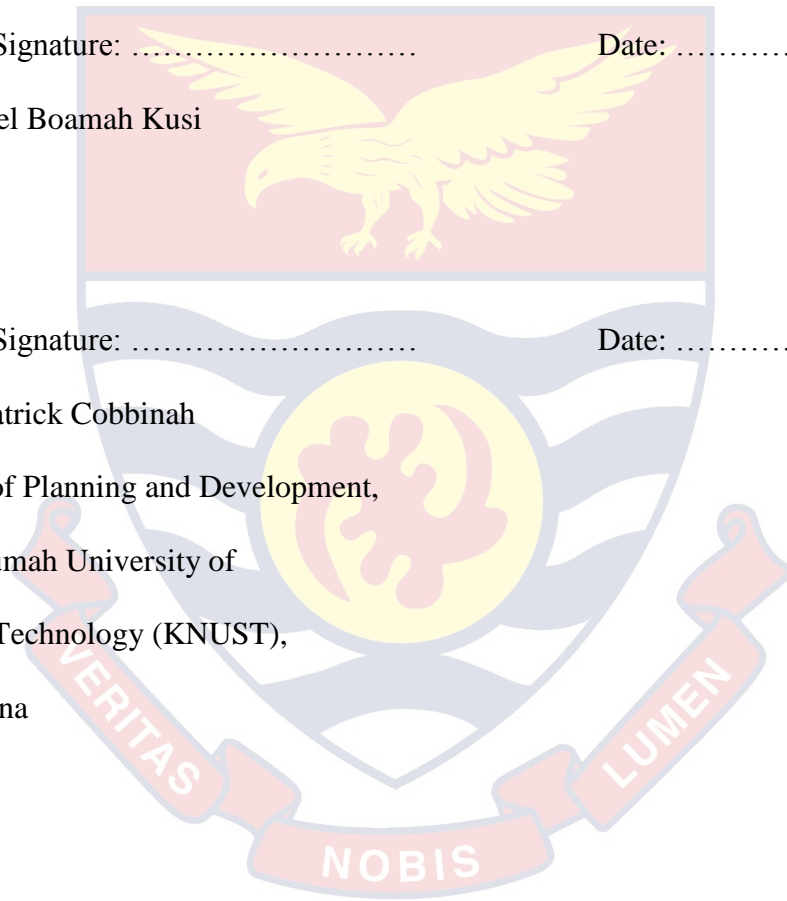 Signature: ……………………… Date: …………
el Boamah Kusi
Signature: ……………………… Date: …………
atrick Cobbinah
of Planning and Development,
umah University of
Technology (KNUST),
na
VERITAS NOBIS LUMEN